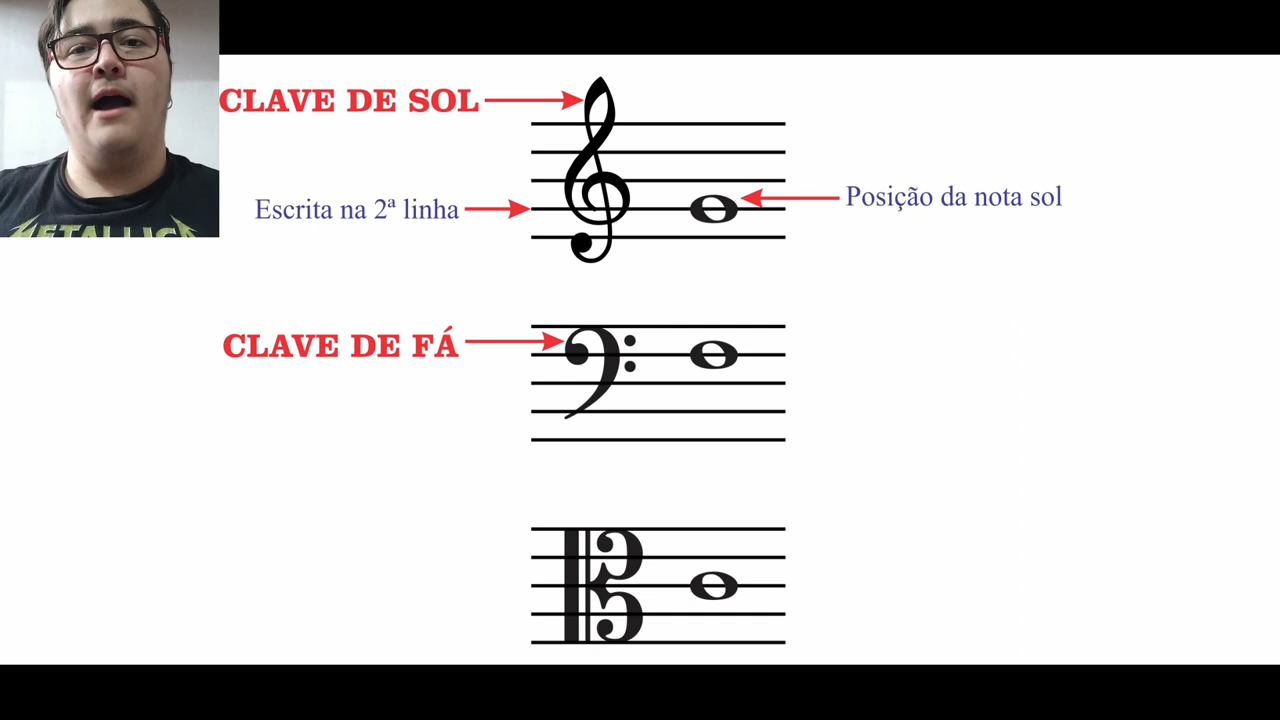 CLAVE DE SOL
Escrita na 2ª linha
Posição da nota sol
CLAVE DE FÁ
METALLICA